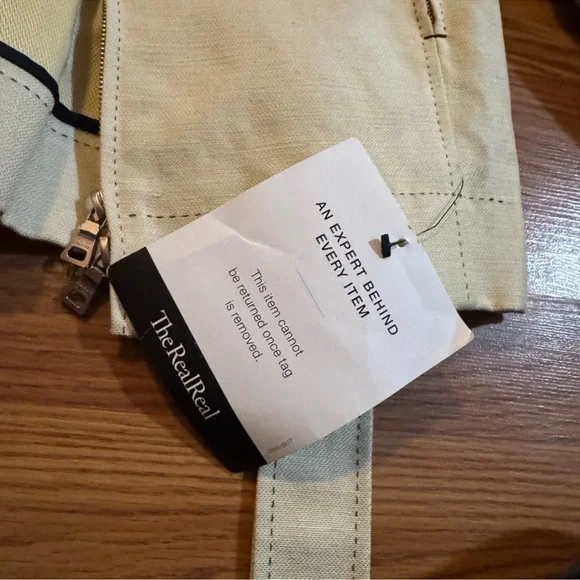 AN EXPERT BEHIND
EVERY ITEM
This item cannot
be returned once tag
is removed.
TheRealReal